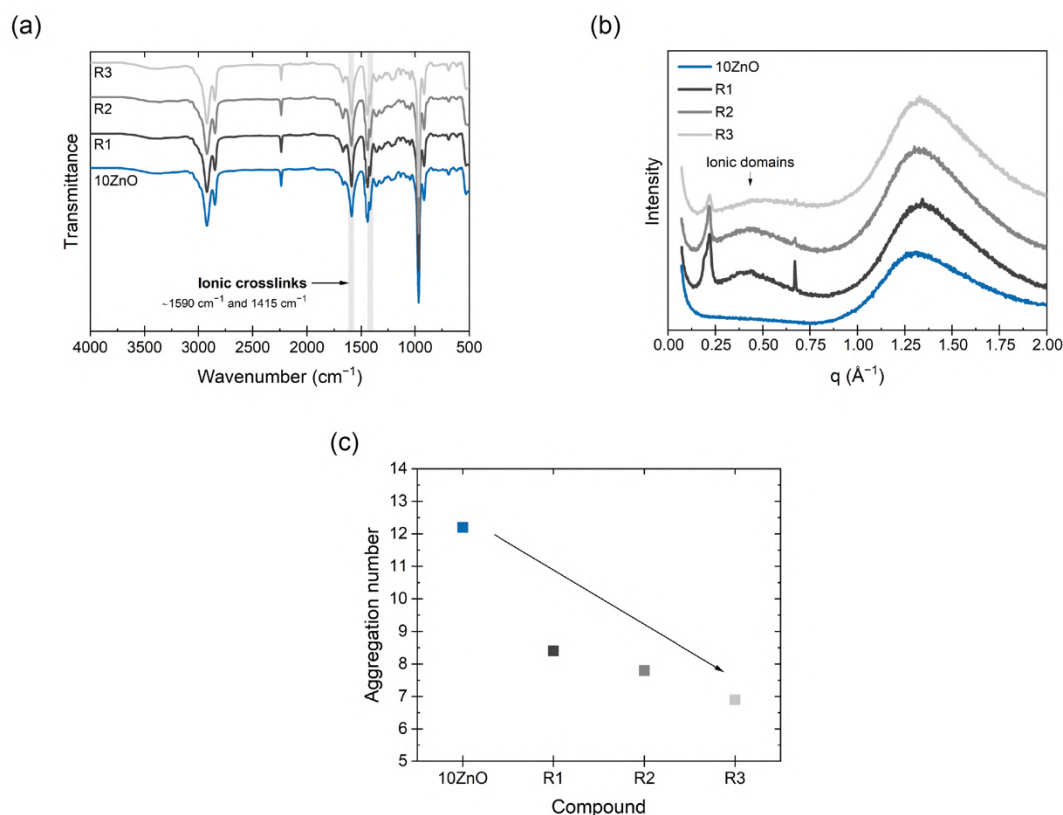 (a)
R3
R2
R1
10ZnO
Ionic crosslinks
~1590 cm⁻¹ and 1415 cm⁻¹
Transmittance
4000 3500 3000 2500 2000 1500 1000 500
Wavenumber (cm⁻¹)
(b)
10ZnO
R1
R2
R3
Ionic domains
Intensity
0.00 0.25 0.50 0.75 1.00 1.25 1.50 1.75 2.00
q (Å⁻¹)
(c)
14
13
12
11
10
9
8
7
6
5
Aggregation number
10ZnO R1 R2 R3
Compound